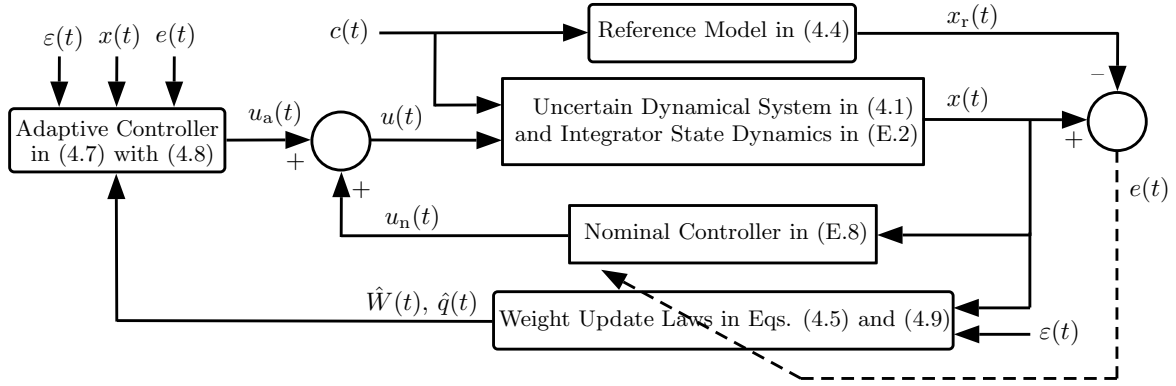 c(t)
Reference Model in (4.4)
x_r(t)
ε(t) x(t) e(t)
−
Adaptive Controller
in (4.7) with (4.8)
u_a(t)
+
u(t)
Uncertain Dynamical System in (4.1)
and Integrator State Dynamics in (E.2)
x(t)
+
+
u_n(t)
Nominal Controller in (E.8)
e(t)
Ŵ(t), q̂(t)
Weight Update Laws in Eqs. (4.5) and (4.9)
ε(t)